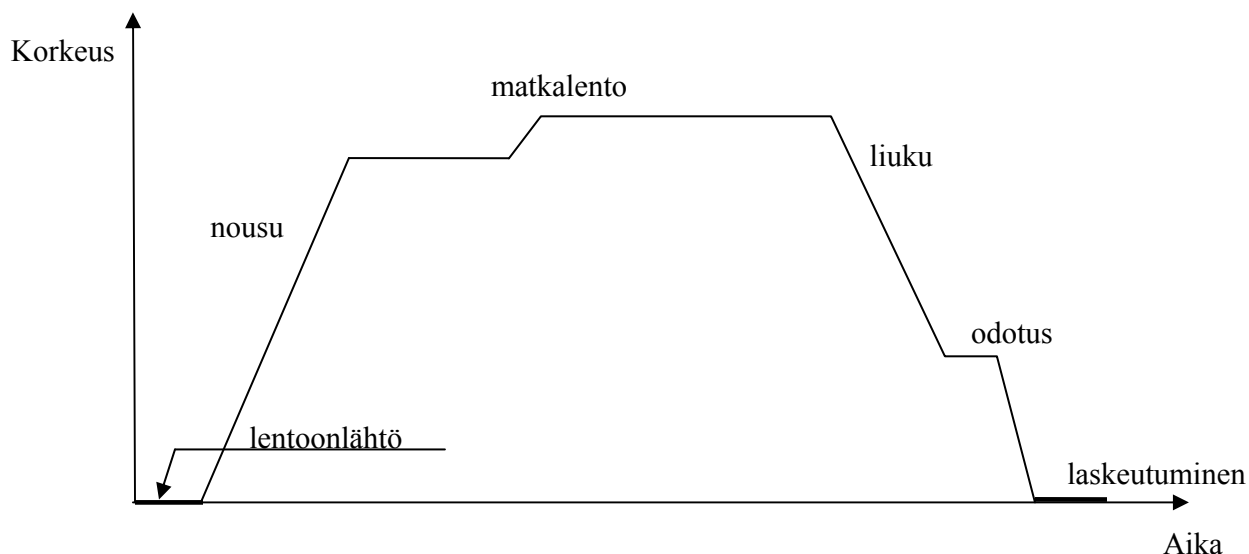 Korkeus
matkalento
liuku
nousu
odotus
lentoonlähtö
laskeutuminen
Aika